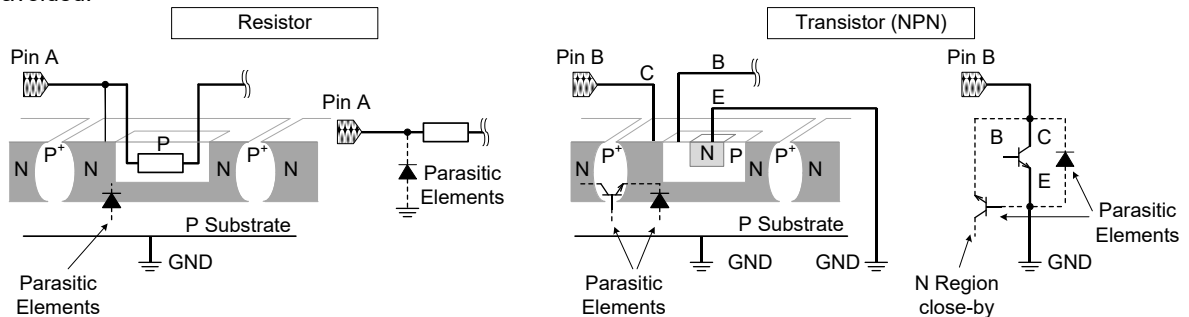 Resistor
Transistor (NPN)
Pin A
Pin A
N
P+
N
P
N
P+
N
Parasitic
Elements
P Substrate
GND
Parasitic
Elements
Pin B
C
B
E
N
P+
N
N
P
N
P+
N
P Substrate
GND
GND
Parasitic
Elements
Pin B
B
C
E
Parasitic
Elements
GND
N Region
close-by